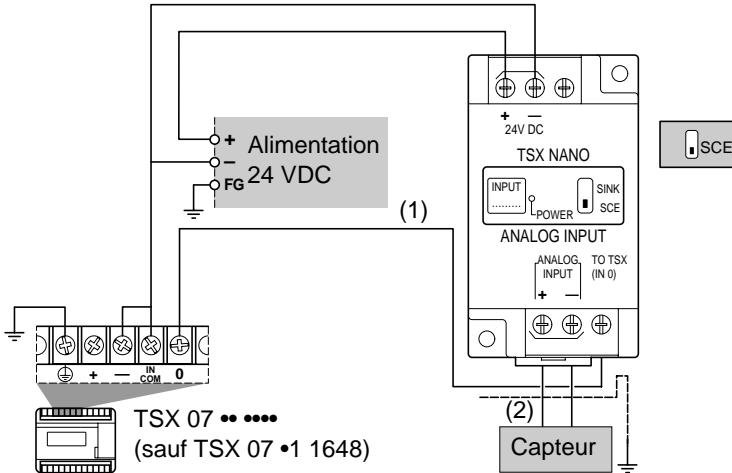 + —
24V DC
TSX NANO
INPUT
.........
POWER
SINK
SCE
ANALOG INPUT
ANALOG INPUT
TO TSX (IN 0)
+ —
SCE
+ Alimentation
– 24 VDC
FG
(1)
+ — IN COM 0
TSX 07 •• ••••
(sauf TSX 07 •1 1648)
(2)
Capteur